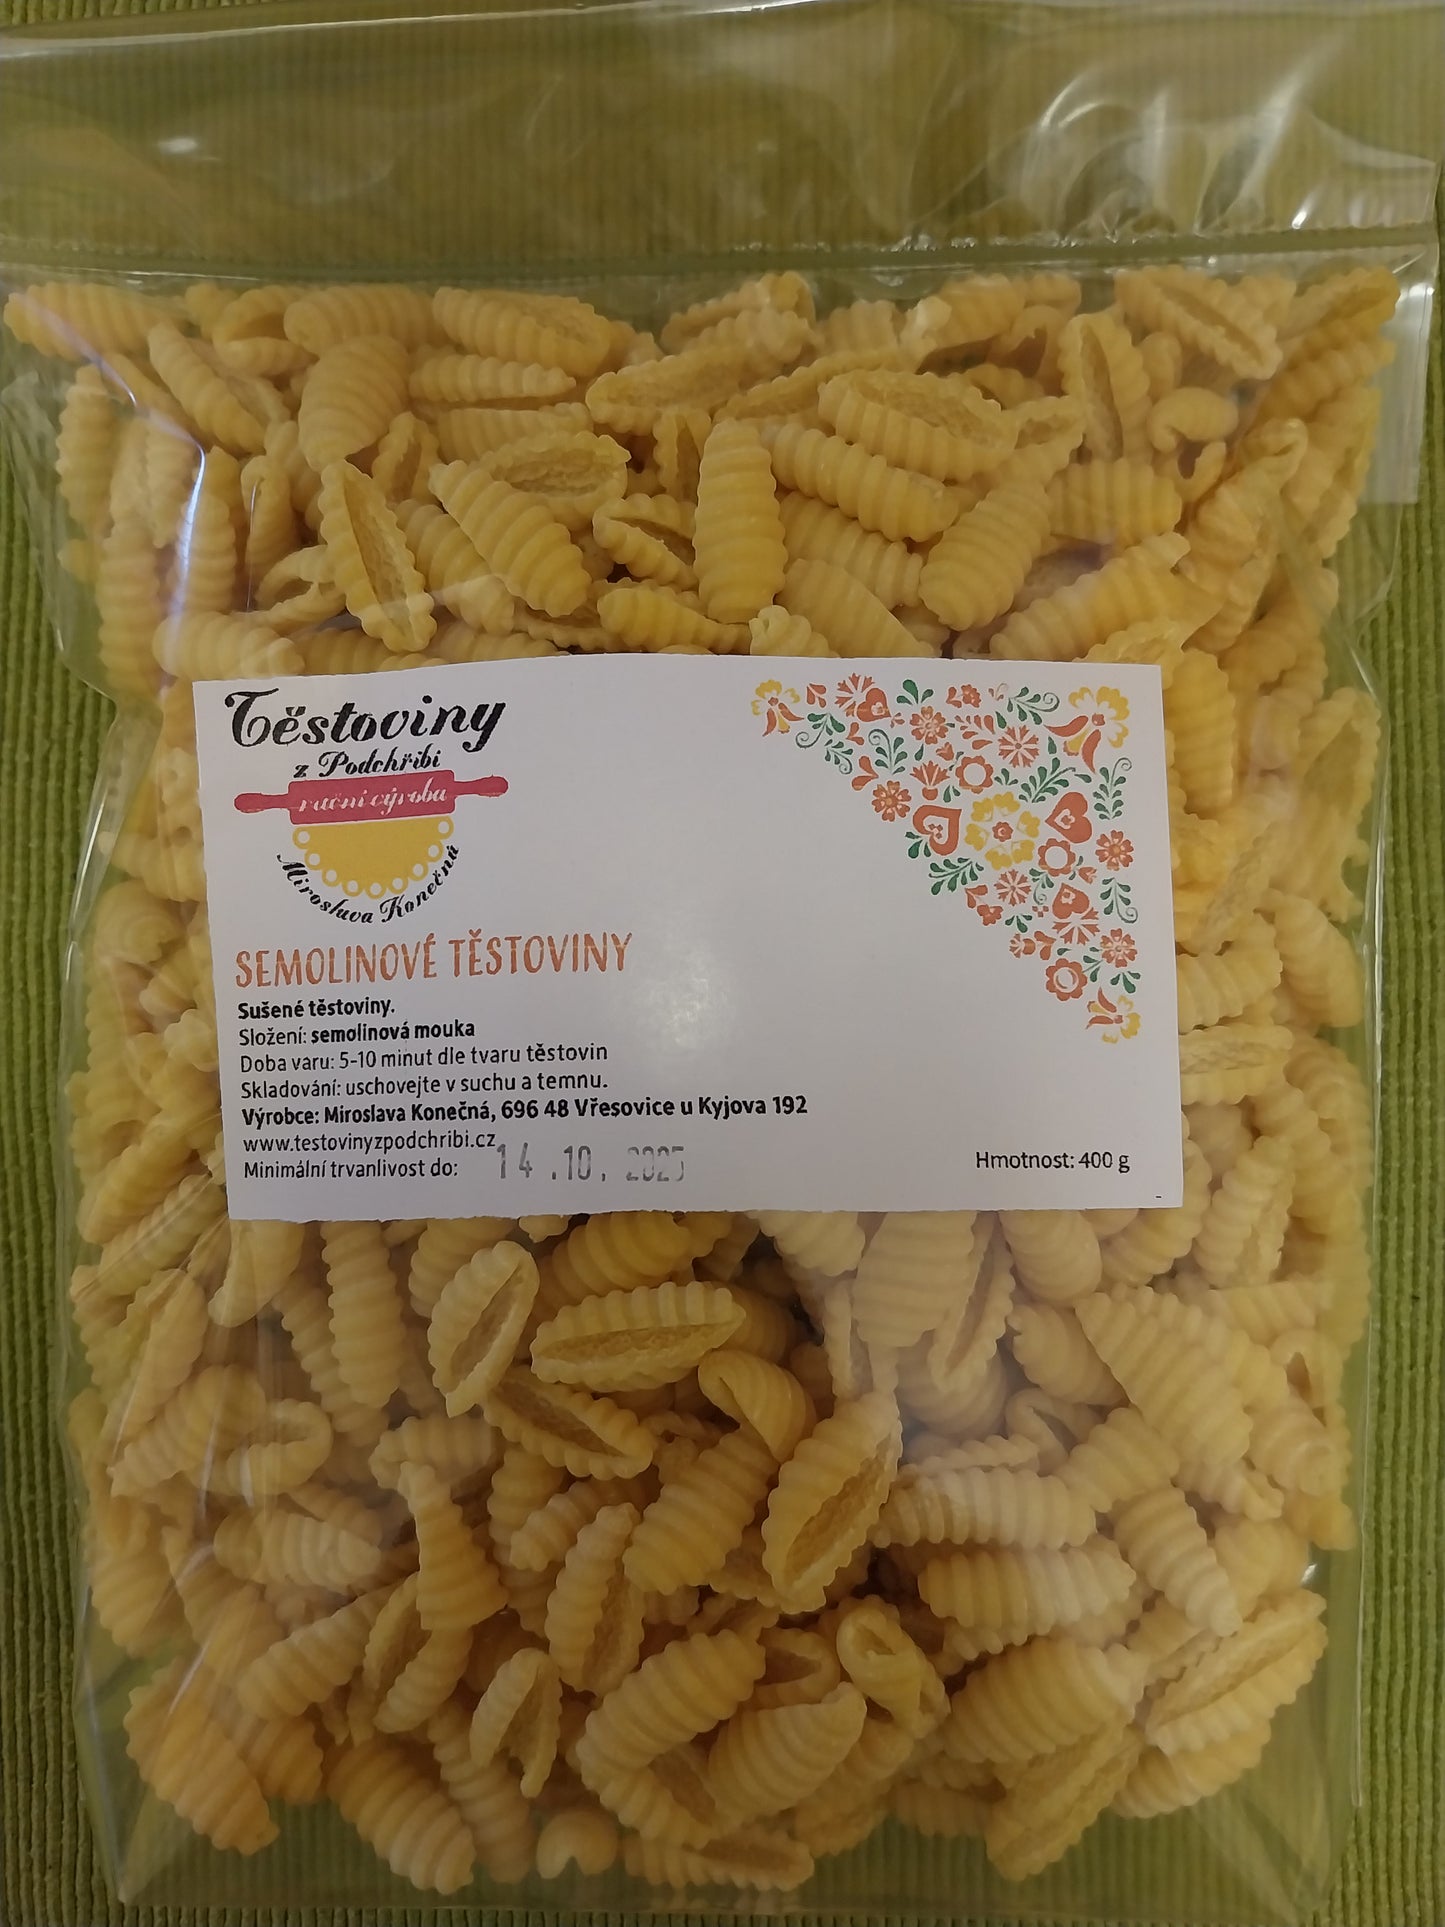 Těstoviny
z Podchřibí
ruční výroba
Miroslava Konečná
SEMOLINOVÉ TĚSTOVINY
Sušené těstoviny.
Složení: semolinová mouka
Doba varu: 5-10 minut dle tvaru těstovin
Skladování: uschovejte v suchu a temnu.
Výrobce: Miroslava Konečná, 696 48 Vřesovice u Kyjova 192
www.testovinyzpodchribi.cz
Minimální trvanlivost do: 14.10.2025
Hmotnost: 400 g